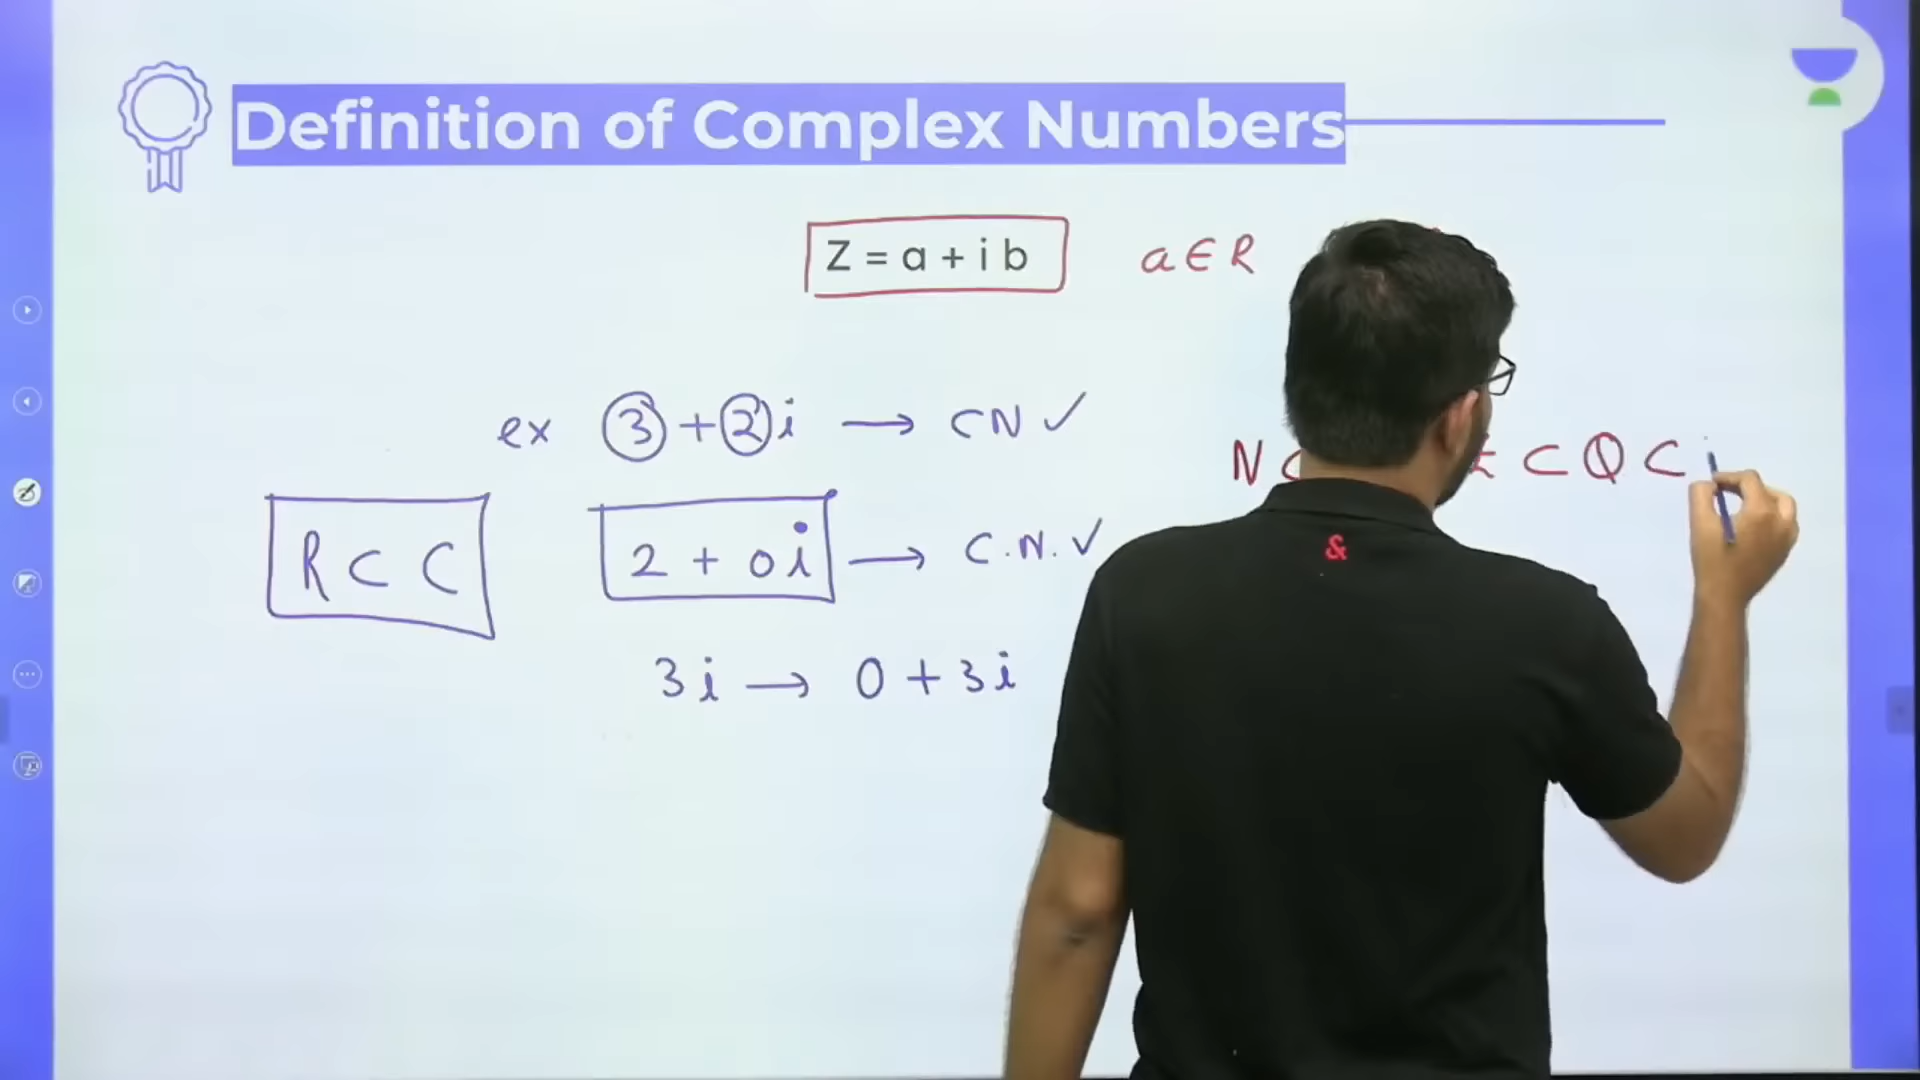 Definition of Complex Numbers
Z = a + i b a ∈ R
ex 3 + 2i → CN ✓
N ⊂ Q ⊂
R ⊂ C
2 + 0i → C.N. ✓
3i → 0 + 3i
&